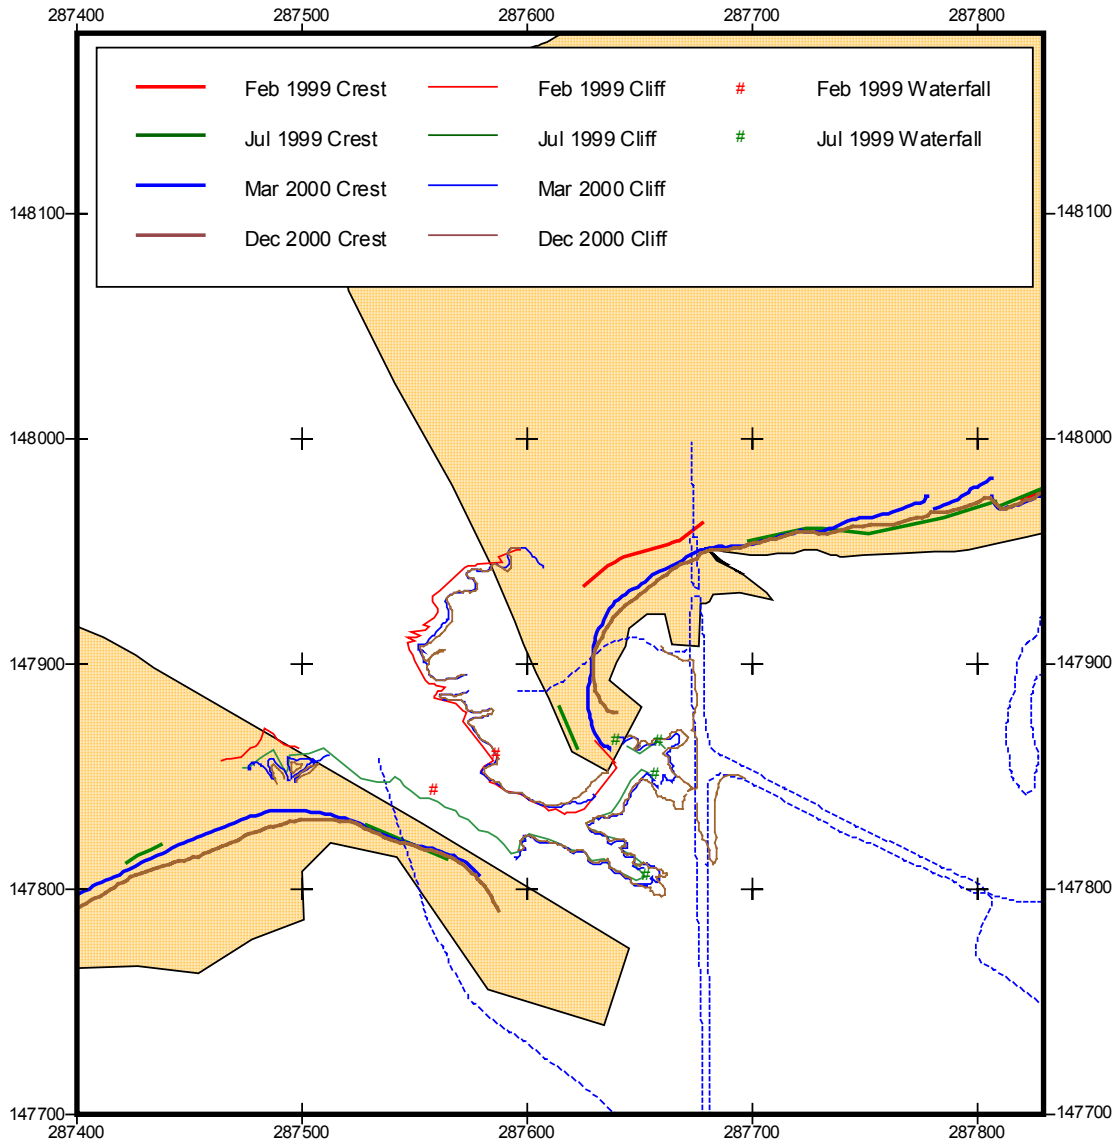 287400 287500 287600 287700 287800
# Feb 1999 Crest Feb 1999 Cliff # Feb 1999 Waterfall
Jul 1999 Crest Jul 1999 Cliff # Jul 1999 Waterfall
Mar 2000 Crest Mar 2000 Cliff
Dec 2000 Crest Dec 2000 Cliff
148100 148100
148000 148000
147900 147900
# #
#
#
#
147800 #
147800
147700 147700
287400 287500 287600 287700 287800